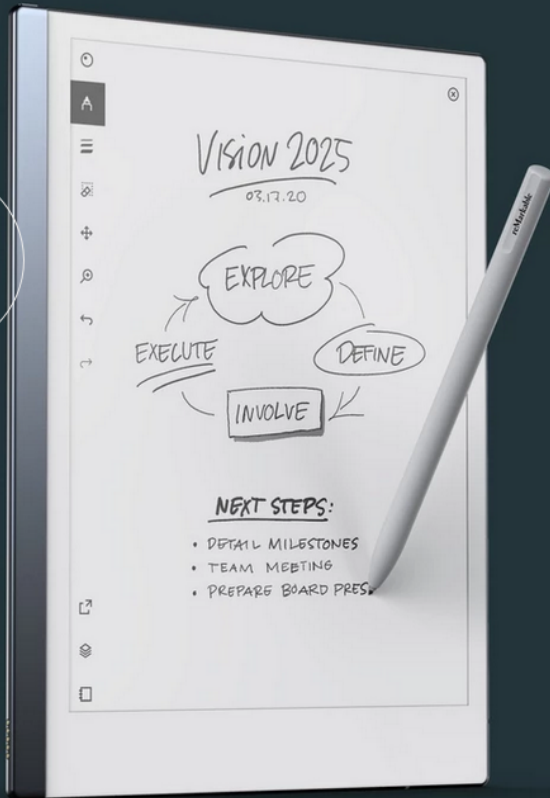 Vision 2025
03.17.20
EXPLORE
DEFINE
INVOLVE
EXECUTE
NEXT STEPS:
• DETAIL MILESTONES
• TEAM MEETING
• PREPARE BOARD PRES
reMarkable